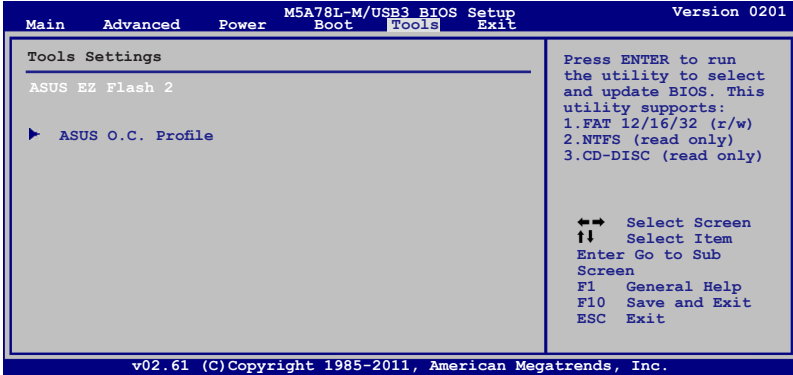 M5A78L-M/USB3 BIOS Setup Version 0201
Main Advanced Power Boot Tools Exit
Tools Settings
ASUS EZ Flash 2
ASUS O.C. Profile
Press ENTER to run
the utility to select
and update BIOS. This
utility supports:
1.FAT 12/16/32 (r/w)
2.NTFS (read only)
3.CD-DISC (read only)
←→ Select Screen
↑↓ Select Item
Enter Go to Sub
Screen
F1 General Help
F10 Save and Exit
ESC Exit
v02.61 (C)Copyright 1985-2011, American Megatrends, Inc.